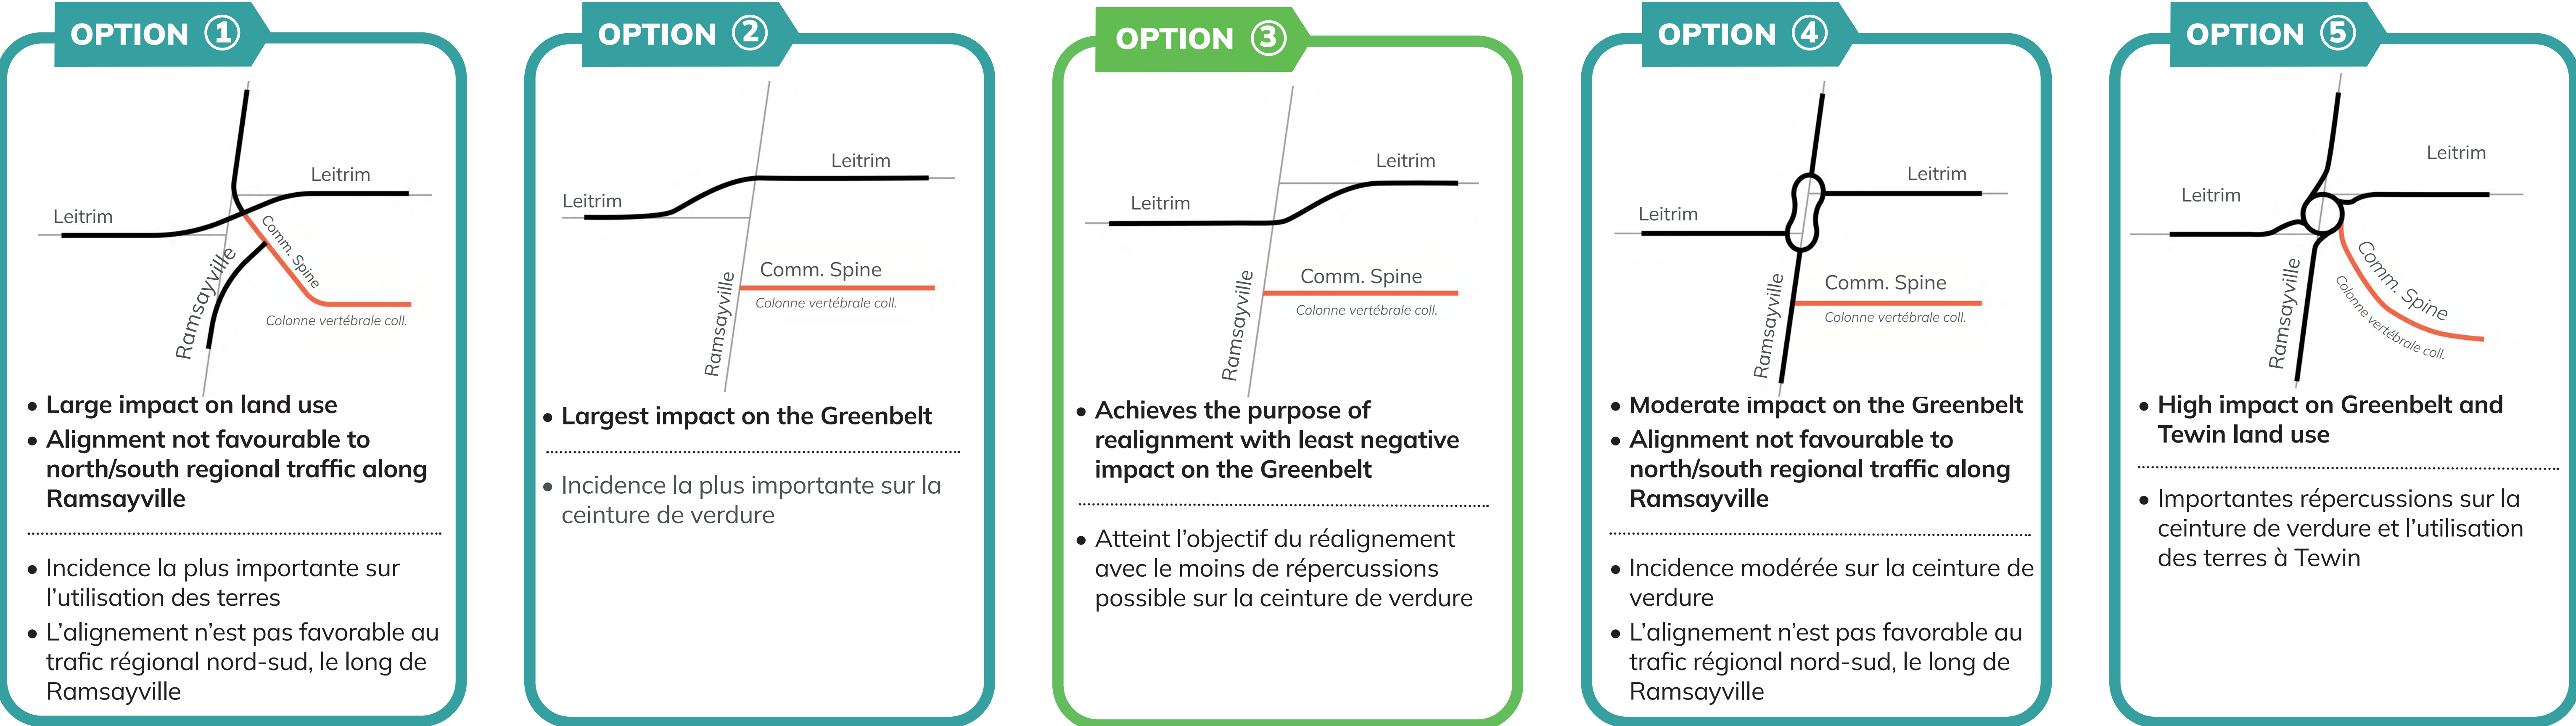 OPTION 1
Leitrim
Leitrim
Comm. Spine
Ramsayville
Colonne vertébrale coll.
• Large impact on land use
• Alignment not favourable to
north/south regional traffic along
Ramsayville
• Incidence la plus importante sur
l'utilisation des terres
• L'alignement n'est pas favorable au
trafic régional nord-sud, le long de
Ramsayville
OPTION 2
Leitrim
Leitrim
Comm. Spine
Colonne vertébrale coll.
Ramsayville
• Largest impact on the Greenbelt
• Incidence la plus importante sur la
ceinture de verdure
OPTION 3
Leitrim
Leitrim
Comm. Spine
Colonne vertébrale coll.
Ramsayville
• Achieves the purpose of
realignment with least negative
impact on the Greenbelt
• Atteint l'objectif du réalignement
avec le moins de répercussions
possible sur la ceinture de verdure
OPTION 4
Leitrim
Leitrim
Comm. Spine
Colonne vertébrale coll.
Ramsayville
• Moderate impact on the Greenbelt
• Alignment not favourable to
north/south regional traffic along
Ramsayville
• Incidence modérée sur la ceinture de
verdure
• L'alignement n'est pas favorable au
trafic régional nord-sud, le long de
Ramsayville
OPTION 5
Leitrim
Leitrim
Comm. Spine
Colonne vertébrale coll.
Ramsayville
• High impact on Greenbelt and
Tewin land use
• Importantes répercussions sur la
ceinture de verdure et l'utilisation
des terres à Tewin